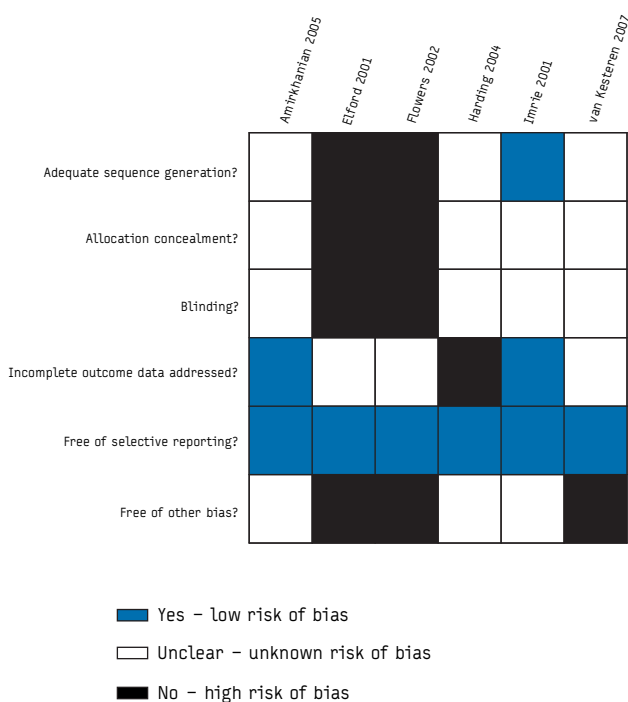 Amirkhanian 2005
Elford 2001
Flowers 2002
Harding 2004
Imrie 2001
van Kesteren 2007
Adequate sequence generation?
Allocation concealment?
Blinding?
Incomplete outcome data addressed?
Free of selective reporting?
Free of other bias?
Yes – low risk of bias
Unclear – unknown risk of bias
No – high risk of bias